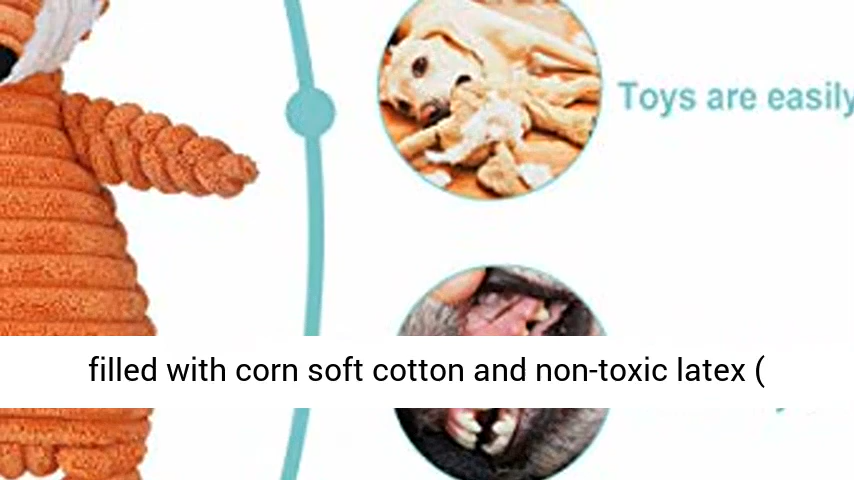 Toys are easily
filled with corn soft cotton and non-toxic latex (